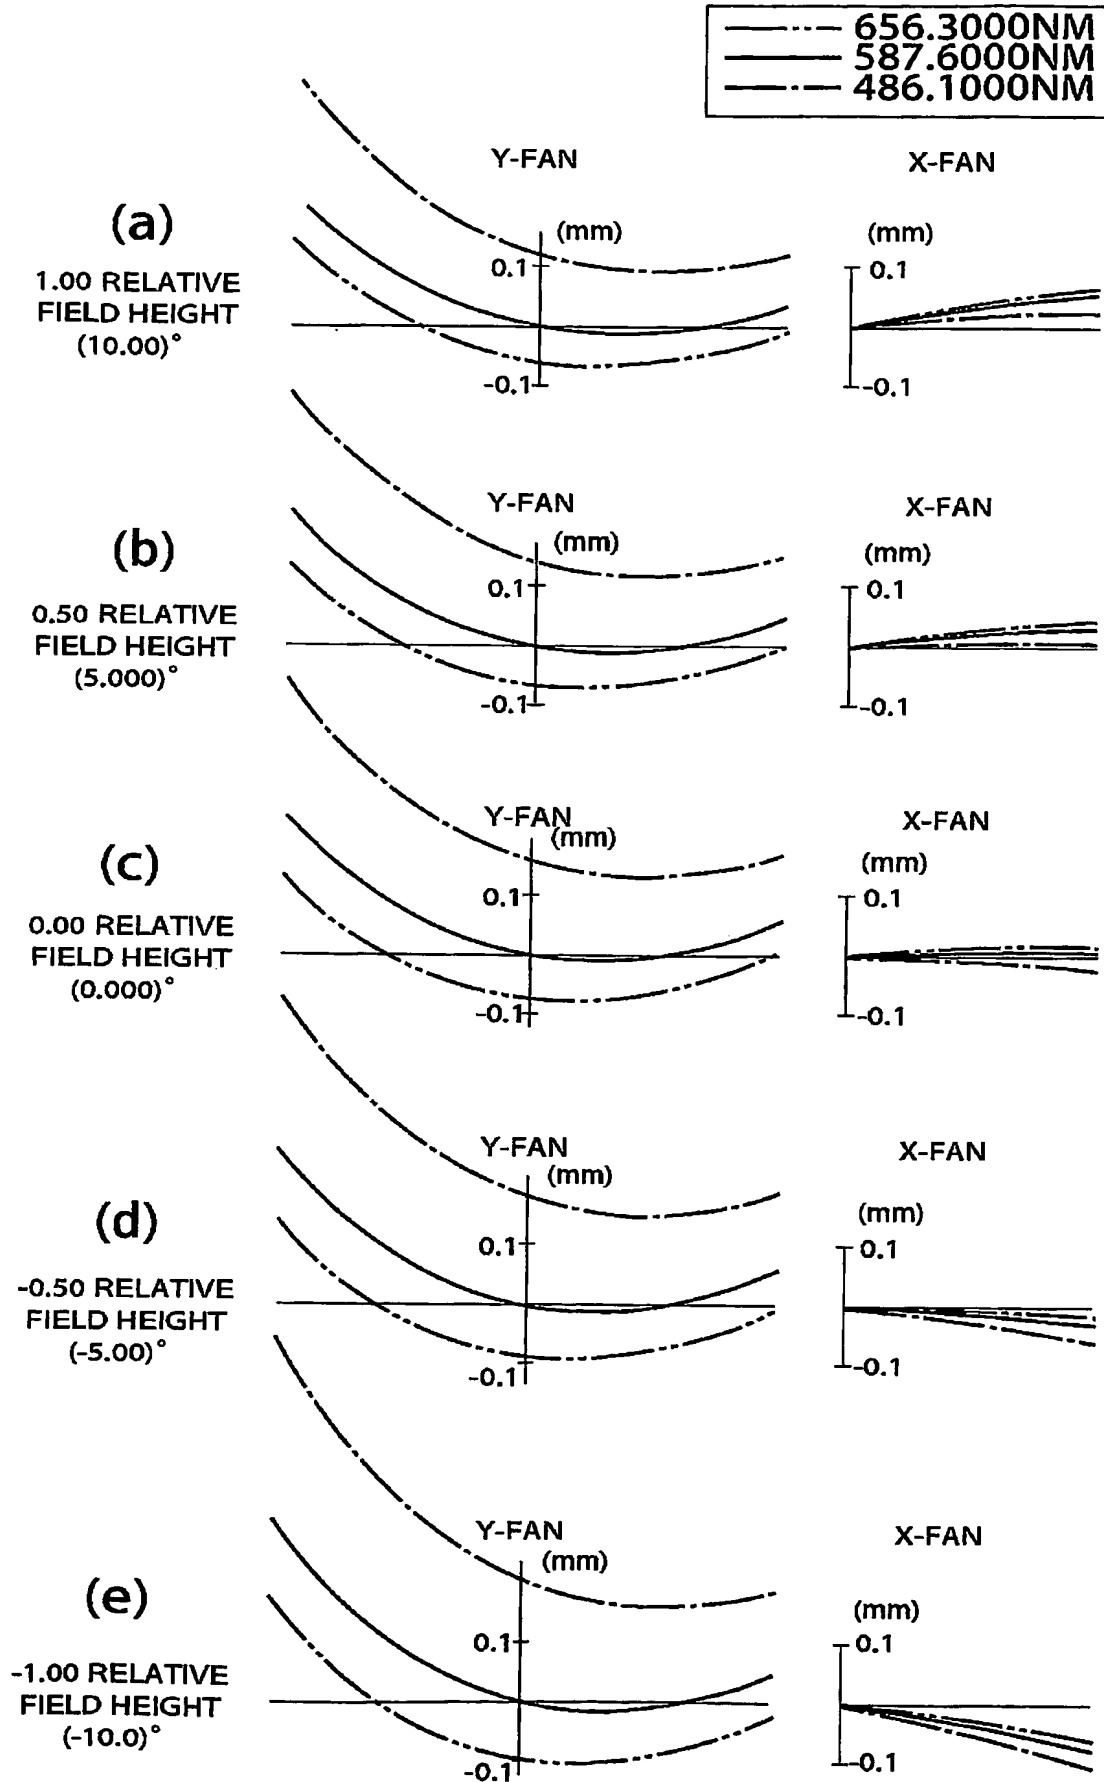 656.3000NM
587.6000NM
486.1000NM
Y-FAN
X-FAN
(a)
1.00 RELATIVE
FIELD HEIGHT
(10.00)°
(mm)
0.1
-0.1
(mm)
0.1
-0.1
Y-FAN
X-FAN
(b)
0.50 RELATIVE
FIELD HEIGHT
(5.000)°
(mm)
0.1
-0.1
(mm)
0.1
-0.1
Y-FAN
X-FAN
(c)
0.00 RELATIVE
FIELD HEIGHT
(0.000)°
(mm)
0.1
-0.1
(mm)
0.1
-0.1
Y-FAN
X-FAN
(d)
-0.50 RELATIVE
FIELD HEIGHT
(-5.00)°
(mm)
0.1
-0.1
(mm)
0.1
-0.1
Y-FAN
X-FAN
(e)
-1.00 RELATIVE
FIELD HEIGHT
(-10.0)°
(mm)
0.1
-0.1
(mm)
0.1
-0.1